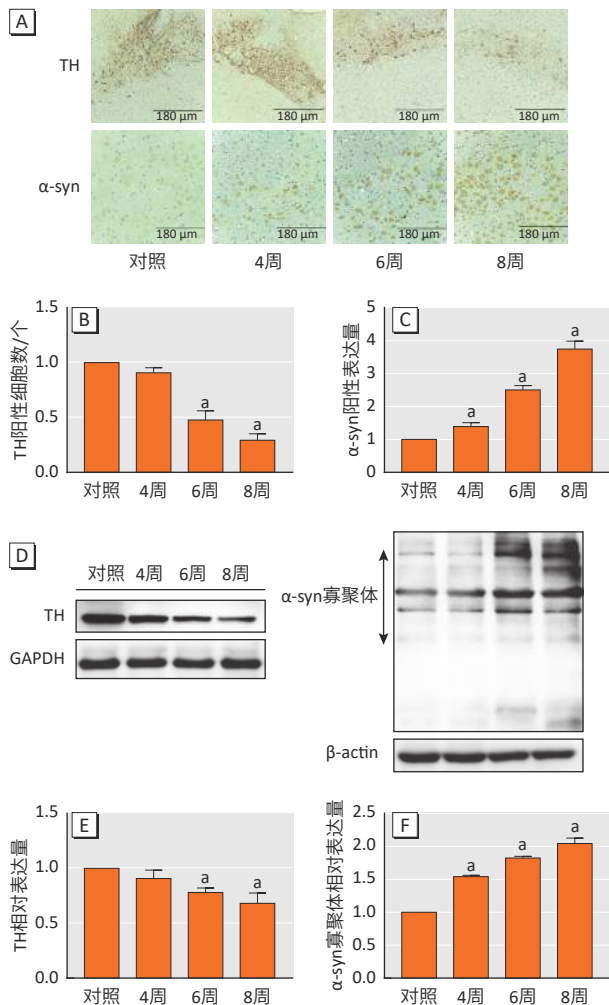 A
TH
180 μm 180 μm 180 μm 180 μm
α-syn
180 μm 180 μm 180 μm 180 μm
对照 4周 6周 8周
B
TH阳性细胞数/个
1.5
1.0
0.5
0.0
a
a
对照 4周 6周 8周
C
α-syn阳性表达量
5
4
3
2
1
0
a
a
a
对照 4周 6周 8周
D
对照 4周 6周 8周
TH
GAPDH
α-syn寡聚体
β-actin
E
TH相对表达量
1.5
1.0
0.5
0.0
a
a
对照 4周 6周 8周
F
α-syn寡聚体相对表达量
2.5
2.0
1.5
1.0
0.5
0.0
a
a
a
对照 4周 6周 8周